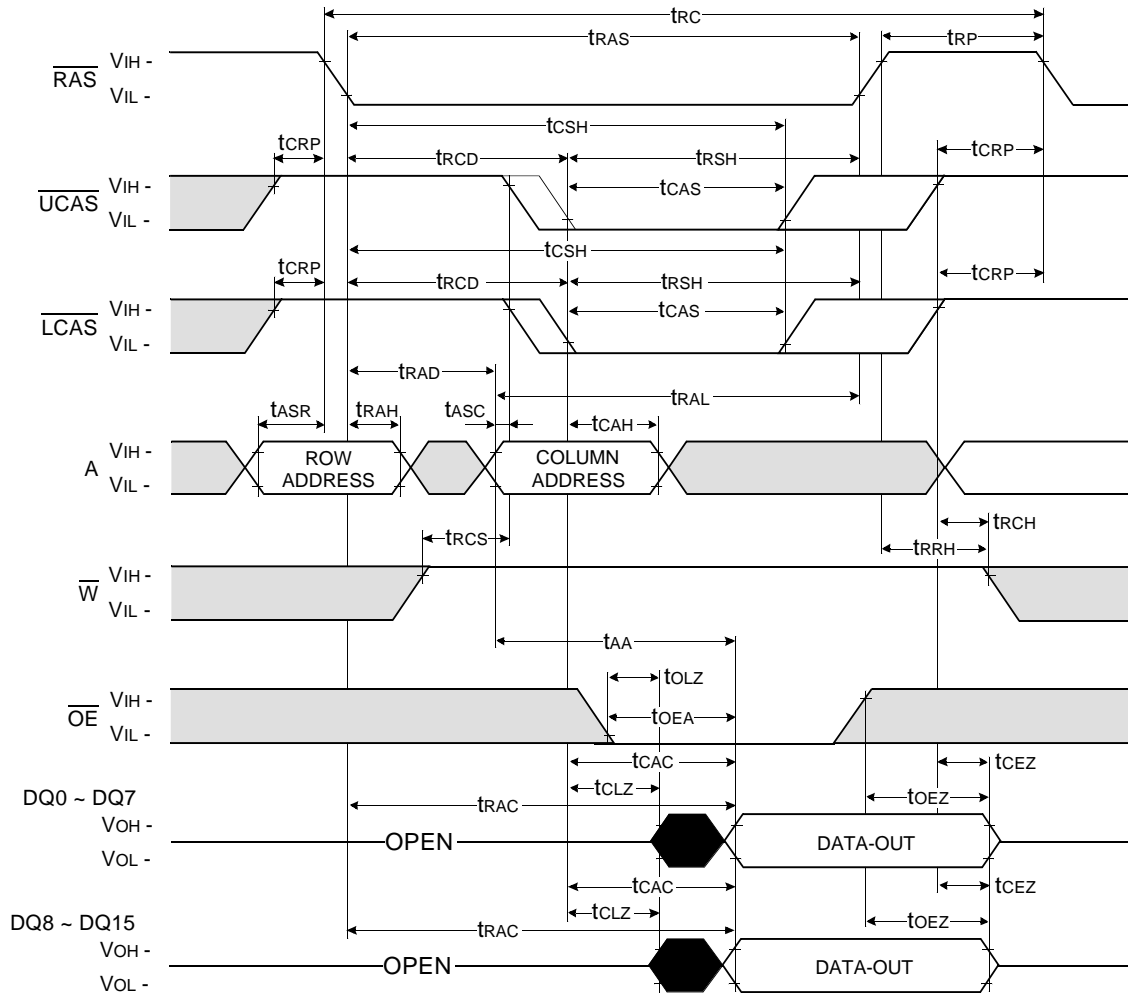 tRC
tRAS
tRP
RAS
VIH -
VIL -
tCSH
tCRP
tRCD
tRSH
tCRP
UCAS
VIH -
VIL -
tCAS
tCSH
tCRP
tRCD
tRSH
tCRP
LCAS
VIH -
VIL -
tCAS
tRAD
tRAL
tASR
tRAH
tASC
tCAH
A
VIH -
VIL -
ROW
ADDRESS
COLUMN
ADDRESS
tRCH
tRCS
tRRH
W
VIH -
VIL -
tAA
tOLZ
OE
VIH -
VIL -
tOEA
tCAC
tCEZ
tCLZ
tOEZ
DQ0 ~ DQ7
tRAC
VOH -
VOL -
OPEN
DATA-OUT
tCAC
tCEZ
tCLZ
tOEZ
DQ8 ~ DQ15
tRAC
VOH -
VOL -
OPEN
DATA-OUT